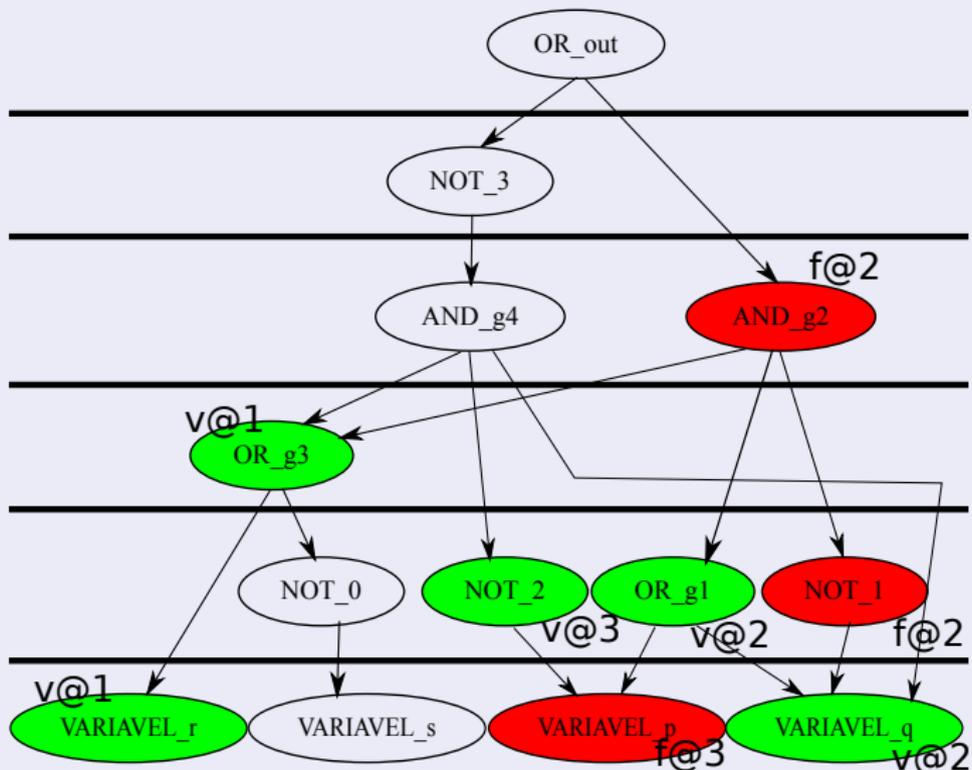 OR_out
NOT_3
f@2
AND_g4 AND_g2
v@1
OR_g3
NOT_0 NOT_2 OR_g1 NOT_1
v@3 v@2 f@2
v@1
VARIAVEL_r VARIAVEL_s VARIAVEL_p VARIAVEL_q
f@3 v@2